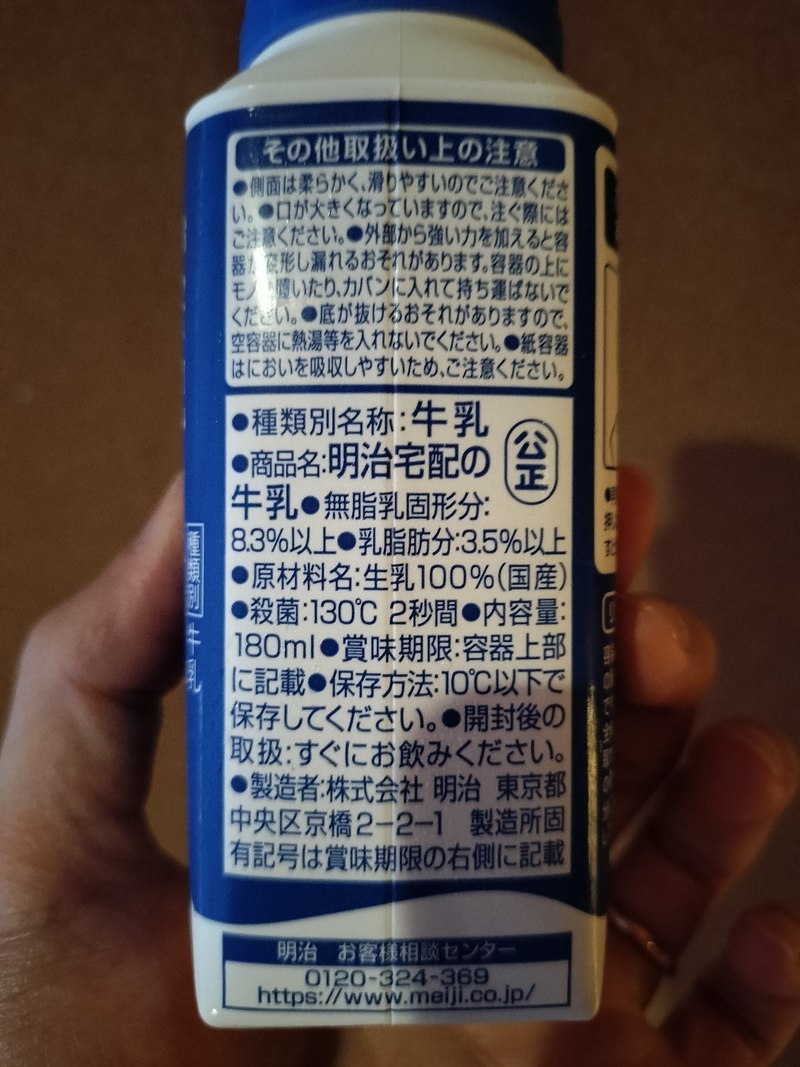 その他取扱い上の注意
●側面は柔らかく、滑りやすいのでご注意くださ
い。●口が大きくなっていますので、注ぐ際には
ご注意ください。●外部から強い力を加えると容
器が変形し漏れるおそれがあります。容器の上に
モノ置いたり、カバンに入れて持ち運ばないで
ください。●底が抜けるおそれがありますので、
空容器に熱湯等を入れないでください。●紙容器
はにおいを吸収しやすいため、ご注意ください。
●種類別名称:牛乳
公正
●商品名:明治宅配の
牛乳●無脂乳固形分:
8.3%以上●乳脂肪分:3.5%以上
●原材料名:生乳100%(国産)
●殺菌:130℃ 2秒間●内容量:
180ml●賞味期限:容器上部
に記載●保存方法:10℃以下で
保存してください。●開封後の
取扱:すぐにお飲みください。
●製造者:株式会社 明治 東京都
中央区京橋2-2-1 製造所固
有記号は賞味期限の右側に記載
明治 お客様相談センター
0120-324-369
https://www.meiji.co.jp/
種類別
牛乳